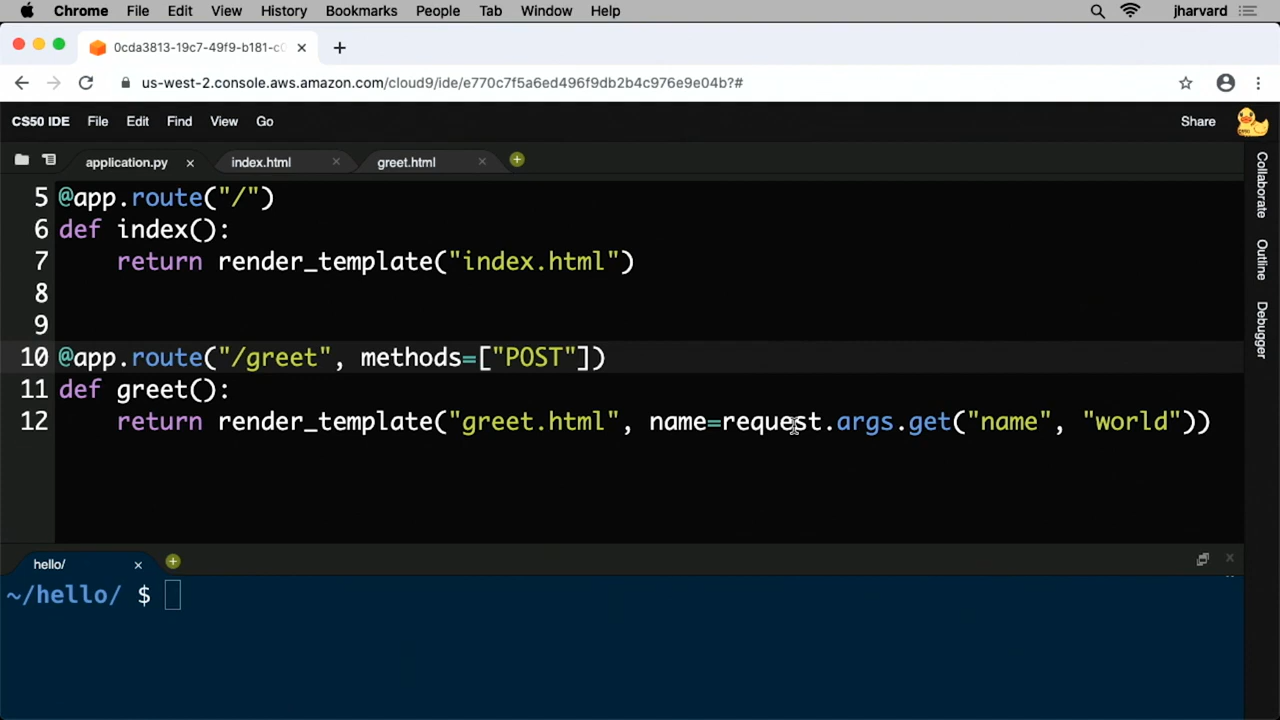 Chrome File Edit View History Bookmarks People Tab Window Help jharvard
0cda3813-19c7-49f9-b181-c
us-west-2.console.aws.amazon.com/cloud9/ide/e770c7f5a6ed496f9db2b4c976e9e04b?#
CS50 IDE File Edit Find View Go Share
application.py index.html greet.html
5 @app.route("/")
6 def index():
7 return render_template("index.html")
8
9
10 @app.route("/greet", methods=["POST"])
11 def greet():
12 return render_template("greet.html", name=request.args.get("name", "world"))
Collaborate
Outline
Debugger
hello/
~/hello/ $